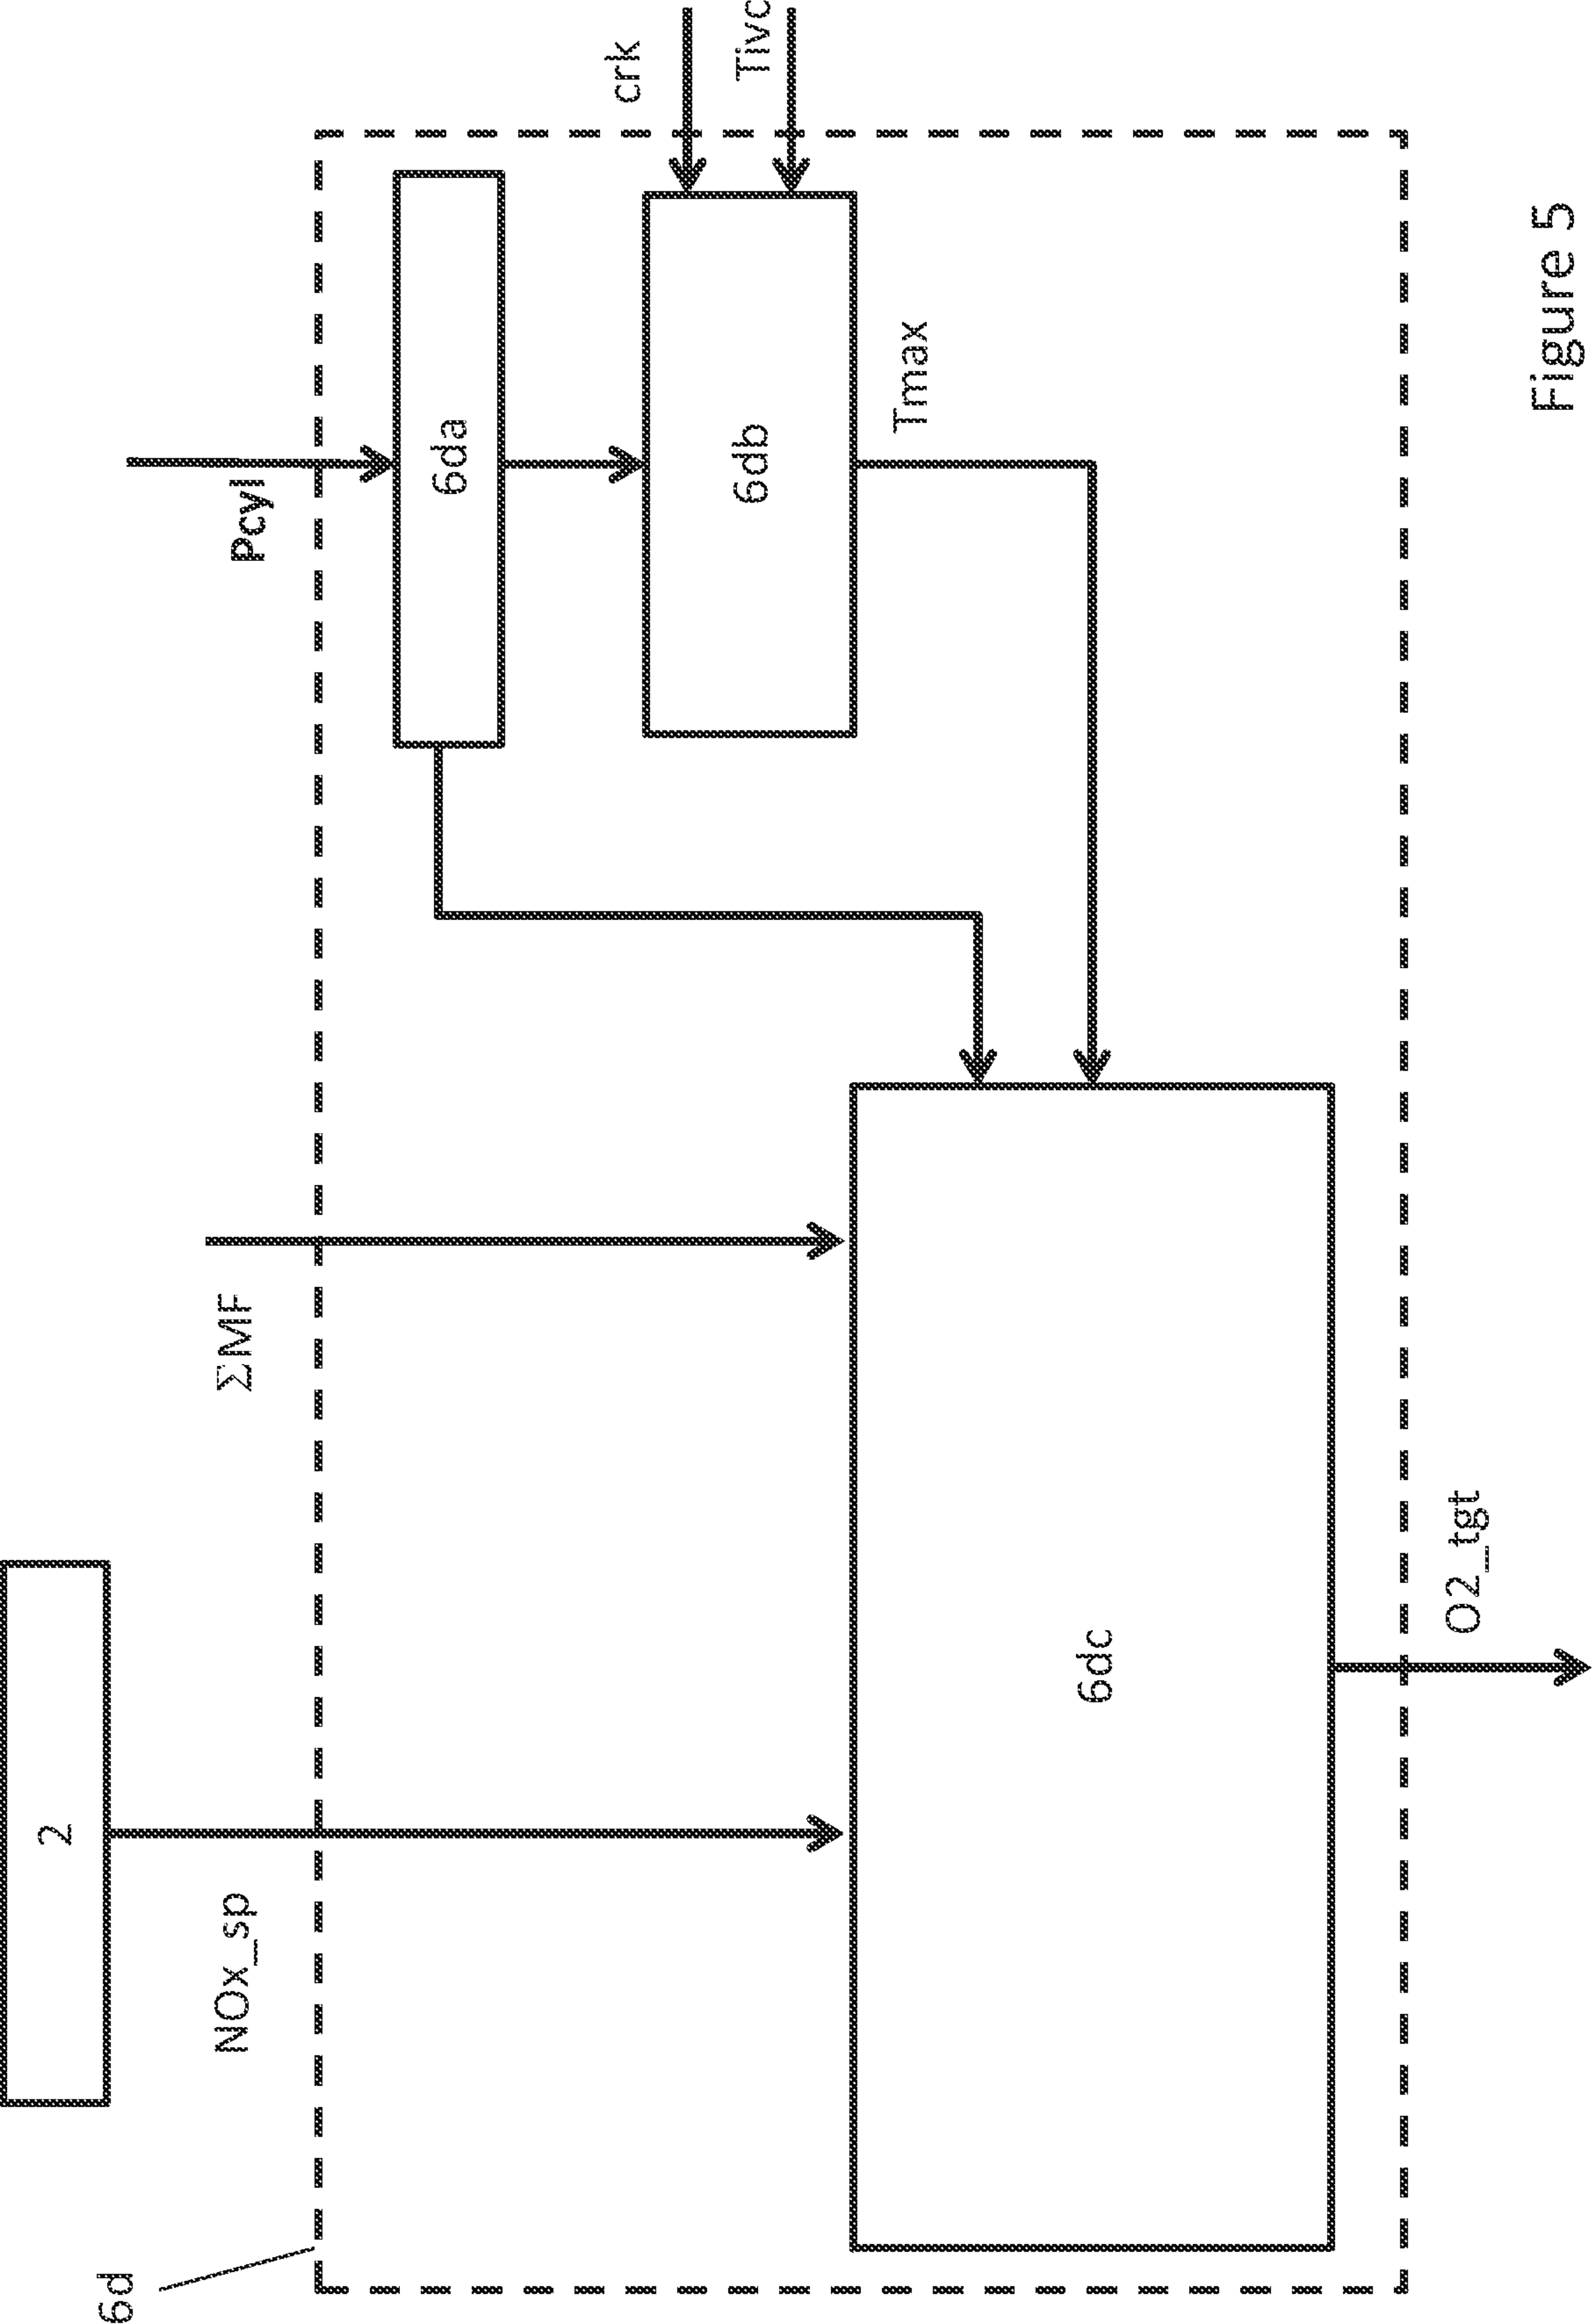 2
6d
NOx_sp
ΣMF
Pcyl
6da
crk
6db
Tivc
Tmax
6dc
O2_tgt
Figure 5